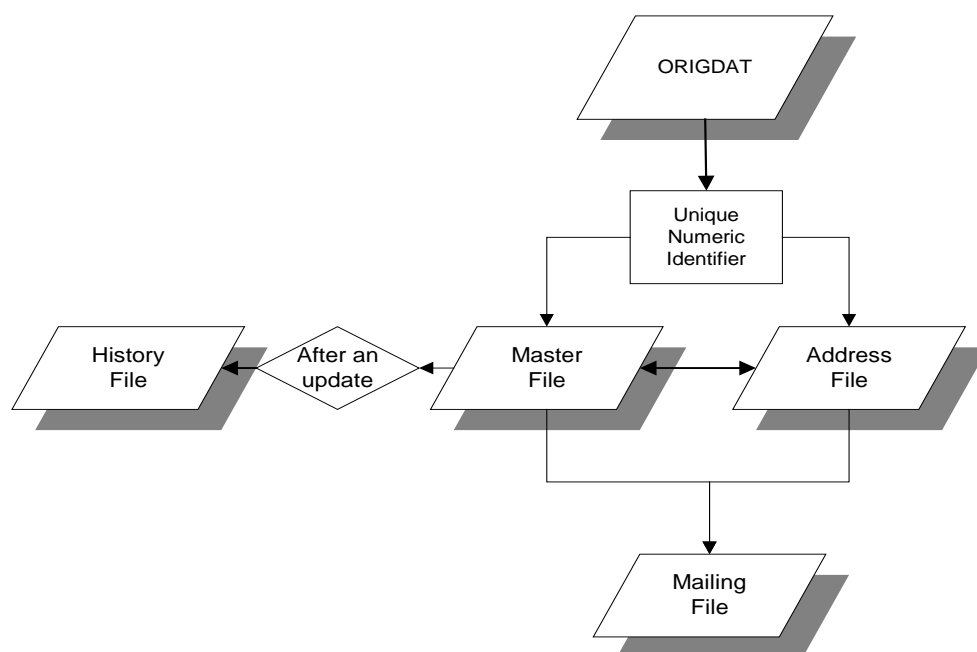 ORIGDAT
Unique
Numeric
Identifier
History
File
After an
update
Master
File
Address
File
Mailing
File